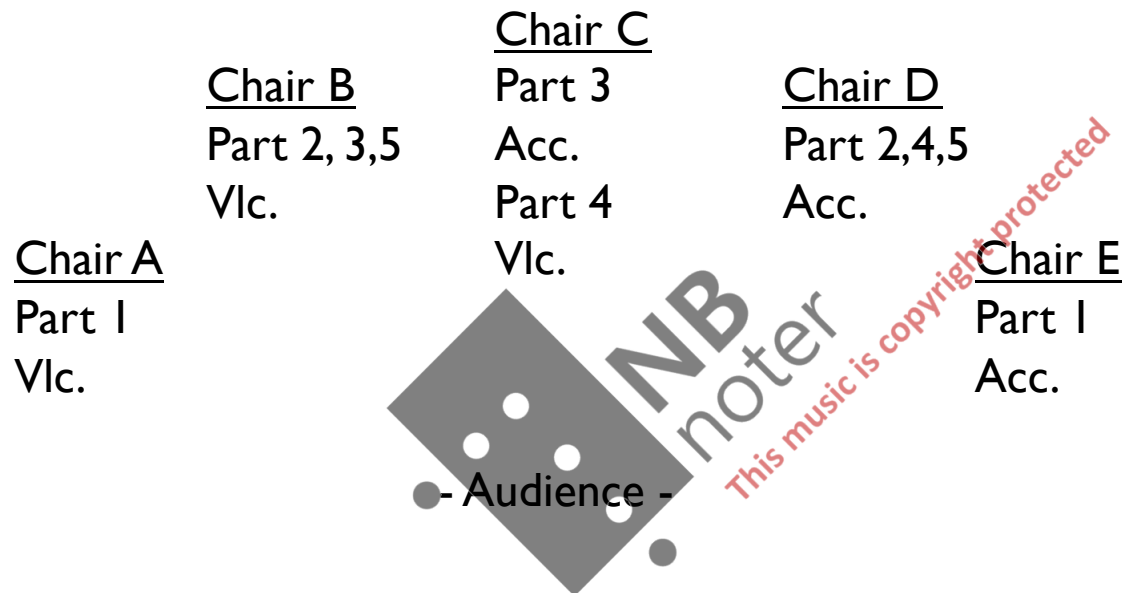 Chair C
Part 3
Acc.
Part 4
Vlc.
Chair B
Part 2, 3,5
Vlc.
Chair D
Part 2,4,5
Acc.
Chair A
Part 1
Vlc.
Chair E
Part 1
Acc.
- Audience -
NB
noter
This music is copyright protected